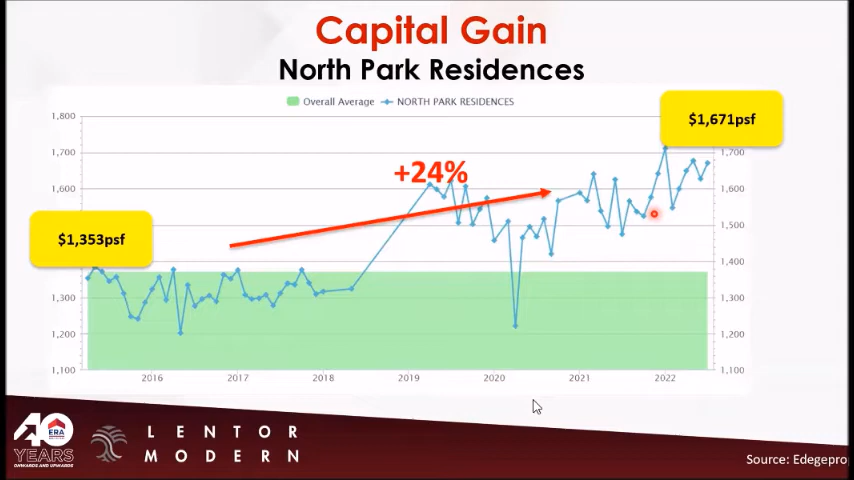 Capital Gain
North Park Residences
Overall Average
NORTH PARK RESIDENCES
$1,671psf
+24%
$1,353psf
1,800
1,700
1,600
1,500
1,400
1,300
1,200
1,100
1,700
1,600
1,500
1,400
1,300
1,200
1,100
2016 2017 2018 2019 2020 2021 2022
40
ERA
YEARS
ONWARDS AND UPWARDS
LENTOR
MODERN
Source: Edgeprop